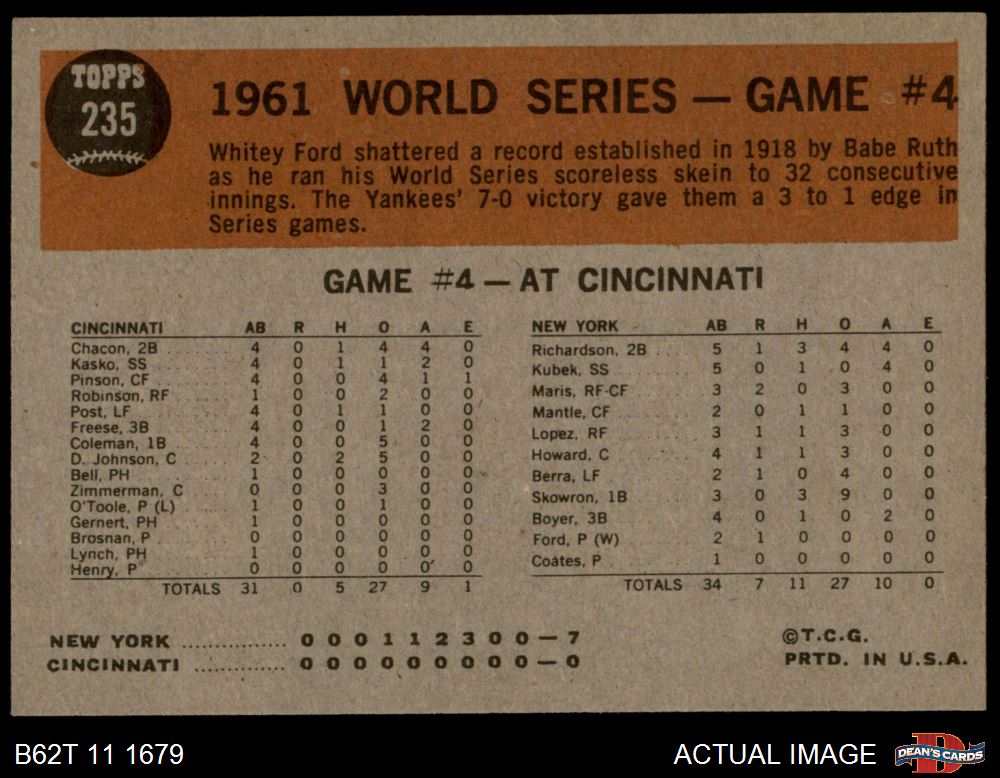 TOPPS
235
1961 WORLD SERIES — GAME #4
Whitey Ford shattered a record established in 1918 by Babe Ruth
as he ran his World Series scoreless skein to 32 consecutive
innings. The Yankees' 7-0 victory gave them a 3 to 1 edge in
Series games.
GAME #4 — AT CINCINNATI
CINCINNATI AB R H O A E
Chacon, 2B 4 0 1 4 4 0
Kasko, SS 4 0 1 1 2 0
Pinson, CF 4 0 0 4 1 1
Robinson, RF 1 0 0 2 0 0
Post, LF 4 0 1 1 0 0
Freese, 3B 4 0 0 1 2 0
Coleman, 1B 4 0 0 5 0 0
D. Johnson, C 2 0 2 5 0 0
Bell, PH 1 0 0 0 0 0
Zimmerman, C 0 0 0 3 0 0
O'Toole, P (L) 1 0 0 1 0 0
Gernert, PH 1 0 0 0 0 0
Brosnan, P 0 0 0 0 0 0
Lynch, PH 1 0 0 0 0 0
Henry, P 0 0 0 0 0 0
TOTALS 31 0 5 27 9 1
NEW YORK AB R H O A E
Richardson, 2B 5 1 3 4 4 0
Kubek, SS 5 0 1 0 4 0
Maris, RF-CF 3 2 0 3 0 0
Mantle, CF 2 0 1 1 0 0
Lopez, RF 3 1 1 3 0 0
Howard, C 4 1 1 3 0 0
Berra, LF 2 1 0 4 0 0
Skowron, 1B 3 0 3 9 0 0
Boyer, 3B 4 0 1 0 2 0
Ford, P (W) 2 1 0 0 0 0
Coates, P 1 0 0 0 0 0
TOTALS 34 7 11 27 10 0
NEW YORK ............... 0 0 0 1 1 2 3 0 0 — 7
CINCINNATI ............. 0 0 0 0 0 0 0 0 0 — 0
©T.C.G.
PRTD. IN U.S.A.
B62T 11 1679
ACTUAL IMAGE
DEAN'S CARDS